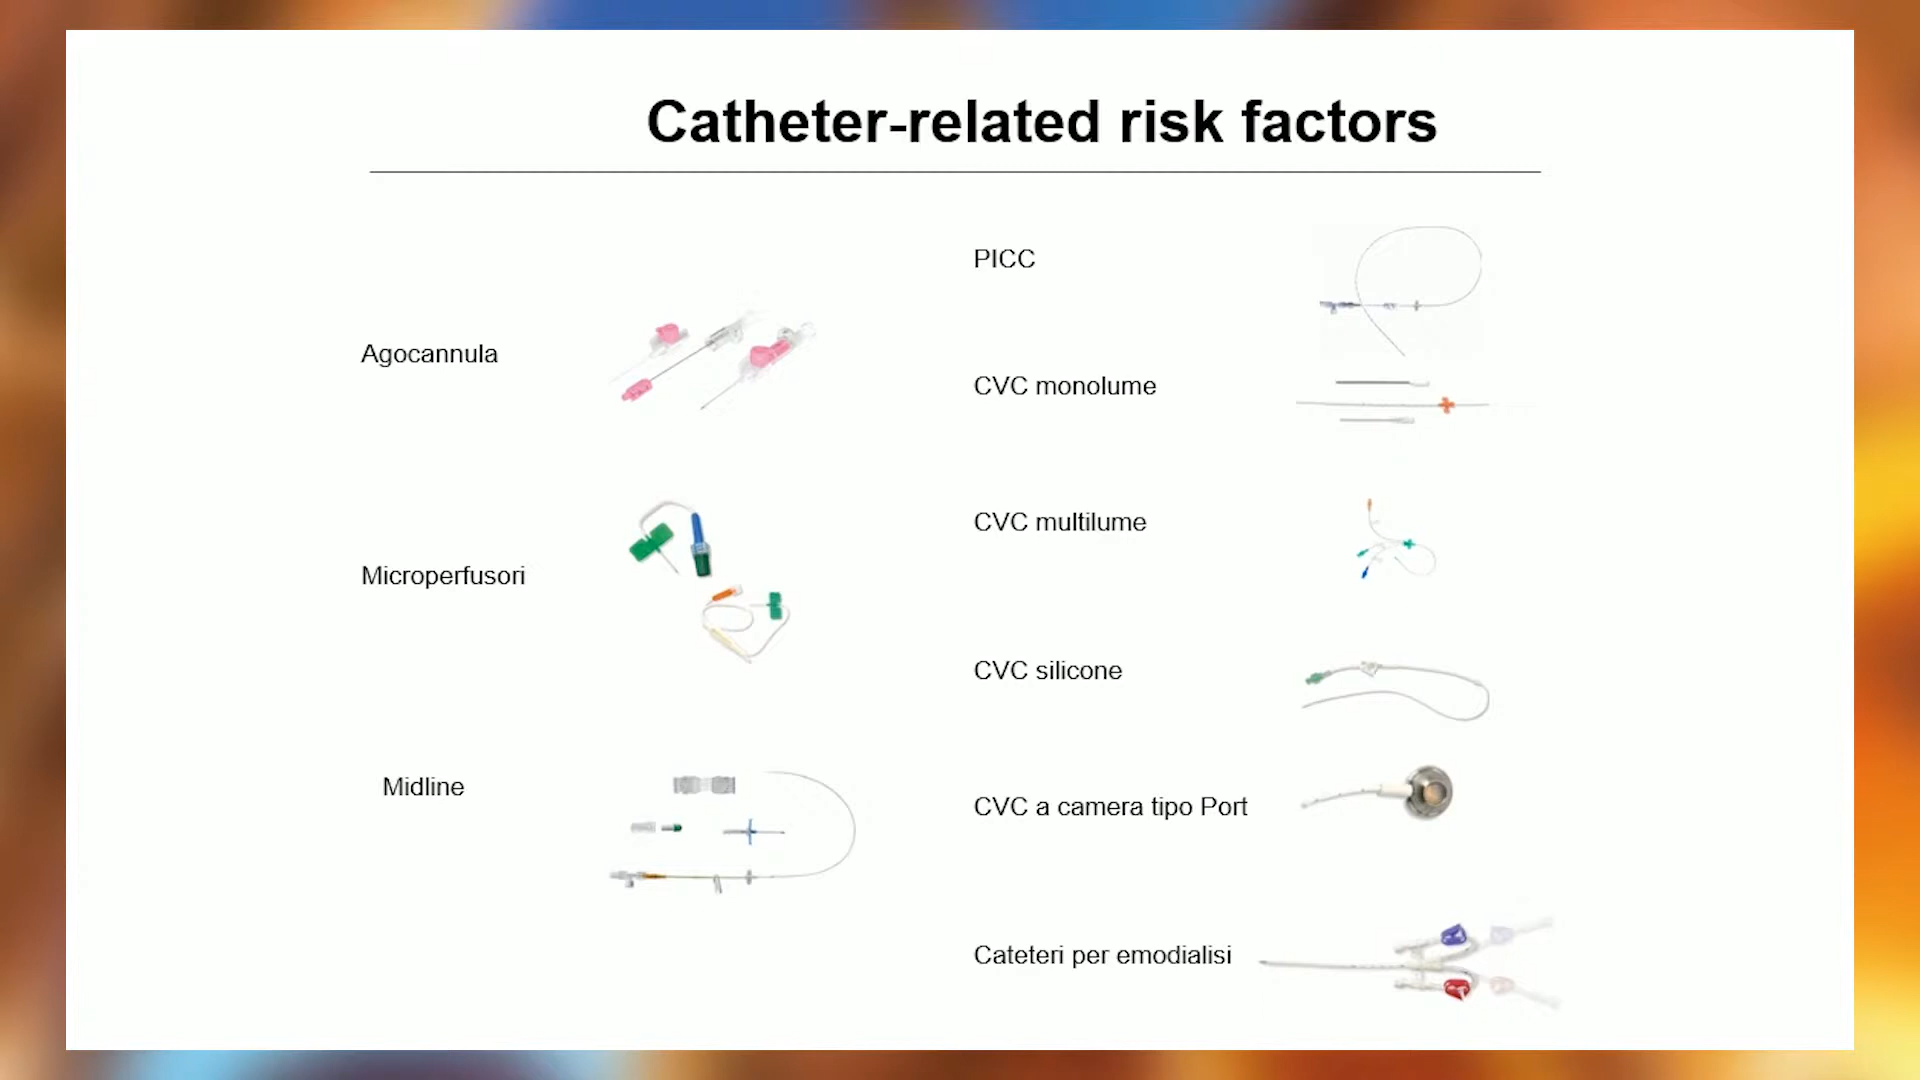 Catheter-related risk factors
Agocannula
Microperfusori
Midline
PICC
CVC monolume
CVC multilume
CVC silicone
CVC a camera tipo Port
Cateteri per emodialisi